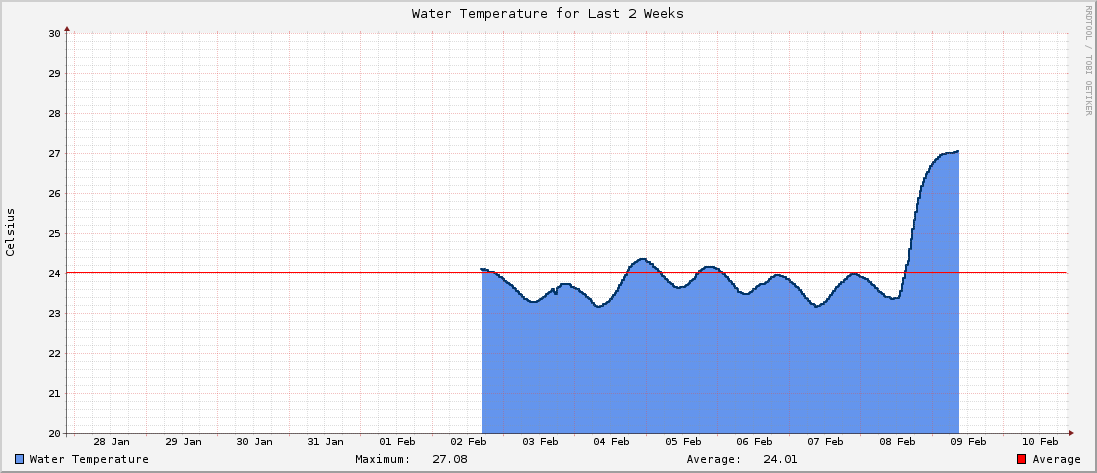 Water Temperature for Last 2 Weeks
RRDTOOL / TOBI OETIKER
Celsius
30
29
28
27
26
25
24
23
22
21
20
28 Jan 29 Jan 30 Jan 31 Jan 01 Feb 02 Feb 03 Feb 04 Feb 05 Feb 06 Feb 07 Feb 08 Feb 09 Feb 10 Feb
Water Temperature Maximum: 27.08 Average: 24.01 Average